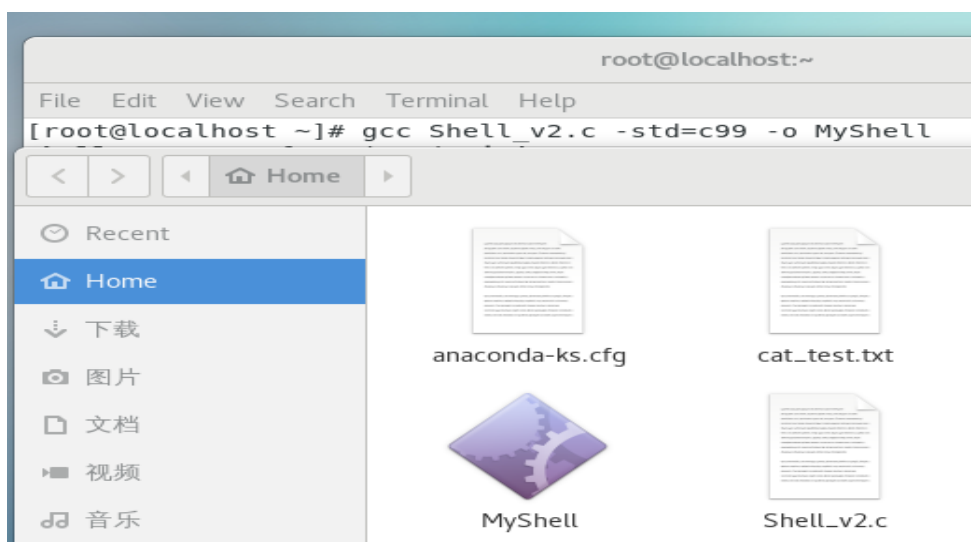 root@localhost:~
File Edit View Search Terminal Help
[root@localhost ~]# gcc Shell_v2.c -std=c99 -o MyShell
< > Home
Recent
Home
下载
图片
文档
视频
音乐
anaconda-ks.cfg cat_test.txt
MyShell Shell_v2.c